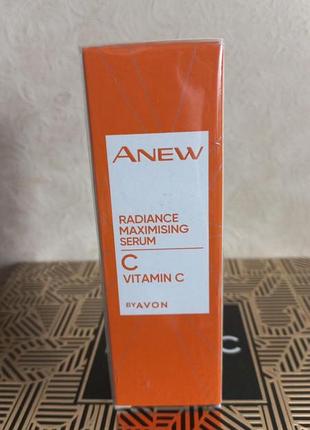 ANEW
RADIANCE
MAXIMISING
SERUM
C
VITAMIN C
BY AVON
C